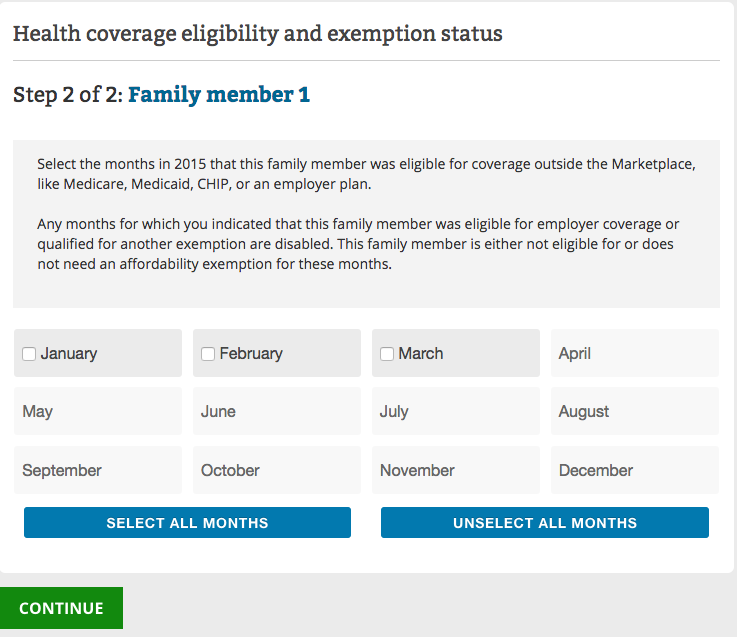 Health coverage eligibility and exemption status
Step 2 of 2: Family member 1
Select the months in 2015 that this family member was eligible for coverage outside the Marketplace,
like Medicare, Medicaid, CHIP, or an employer plan.
Any months for which you indicated that this family member was eligible for employer coverage or
qualified for another exemption are disabled. This family member is either not eligible for or does
not need an affordability exemption for these months.
January February March April
May June July August
September October November December
SELECT ALL MONTHS UNSELECT ALL MONTHS
CONTINUE